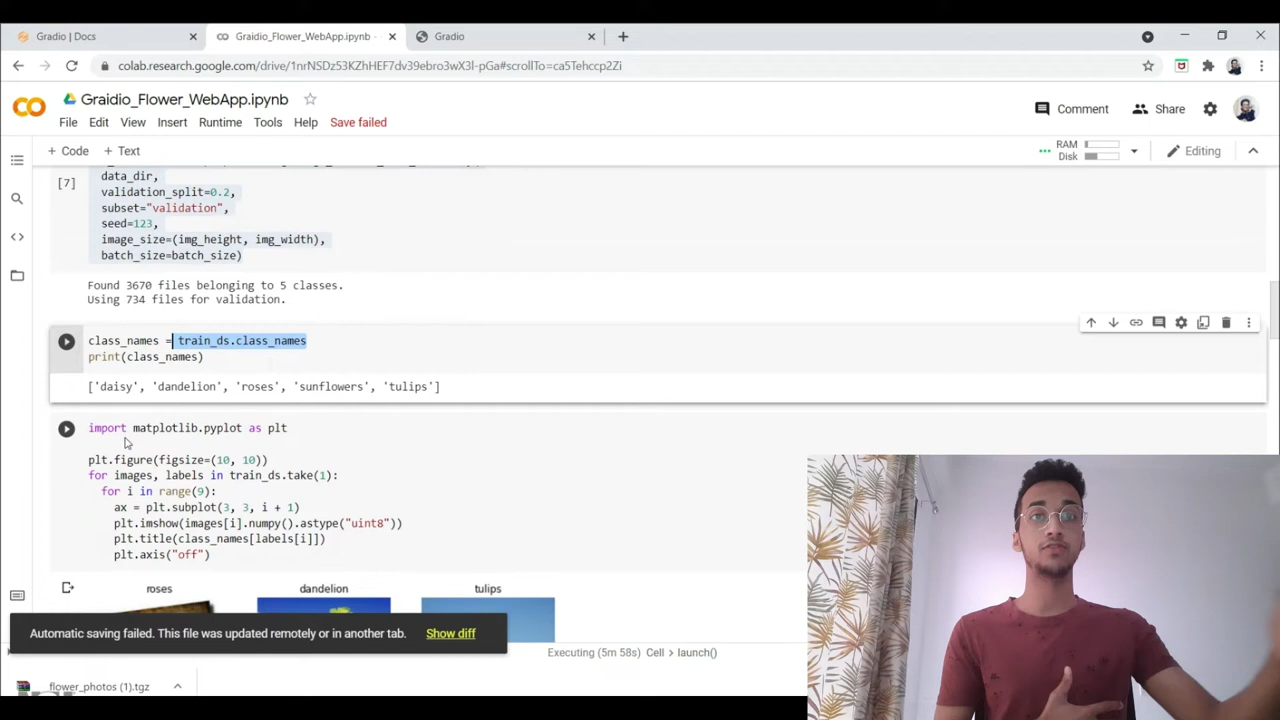 Gradio | Docs
Graidio_Flower_WebApp.ipynb -
Gradio
colab.research.google.com/drive/1nrNSDz53KZhHEF7dv39ebro3wX3l-pGa#scrollTo=ca5Tehccp2Zi
Graidio_Flower_WebApp.ipynb
Comment
Share
File Edit View Insert Runtime Tools Help Save failed
+ Code + Text
RAM
Disk
Editing
[7]
data_dir,
validation_split=0.2,
subset="validation",
seed=123,
image_size=(img_height, img_width),
batch_size=batch_size)
Found 3670 files belonging to 5 classes.
Using 734 files for validation.
class_names = train_ds.class_names
print(class_names)
['daisy', 'dandelion', 'roses', 'sunflowers', 'tulips']
import matplotlib.pyplot as plt
plt.figure(figsize=(10, 10))
for images, labels in train_ds.take(1):
for i in range(9):
ax = plt.subplot(3, 3, i + 1)
plt.imshow(images[i].numpy().astype("uint8"))
plt.title(class_names[labels[i]])
plt.axis("off")
roses dandelion tulips
Automatic saving failed. This file was updated remotely or in another tab. Show diff
Executing (5m 58s) Cell > launch()
flower_photos (1).tgz